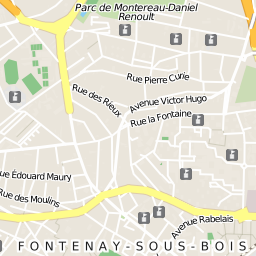 Parc de Montereau-Daniel
Renoult
Rue Pierre Curie
Rue des Rieux
Avenue Victor Hugo
Rue la Fontaine
Rue Édouard Maury
Rue des Moulins
Avenue Rabelais
FONTENAY-SOUS-BOIS